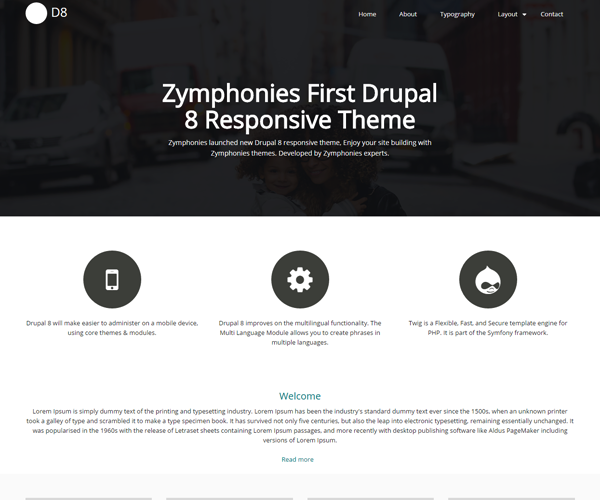 D8
Home About Typography Layout Contact
Zymphonies First Drupal
8 Responsive Theme
Zymphonies launched new Drupal 8 responsive theme, Enjoy your site building with
Zymphonies themes. Developed by Zymphonies experts.
Drupal 8 will make easier to administer on a mobile device,
using core themes & modules.
Drupal 8 improves on the multilingual functionality. The
Multi Language Module allows you to create phrases in
multiple languages.
Twig is a Flexible, Fast, and Secure template engine for
PHP. It is part of the Symfony framework.
Welcome
Lorem Ipsum is simply dummy text of the printing and typesetting industry. Lorem Ipsum has been the industry's standard dummy text ever since the 1500s, when an unknown printer
took a galley of type and scrambled it to make a type specimen book. It has survived not only five centuries, but also the leap into electronic typesetting, remaining essentially unchanged. It
was popularised in the 1960s with the release of Letraset sheets containing Lorem Ipsum passages, and more recently with desktop publishing software like Aldus PageMaker including
versions of Lorem Ipsum.
Read more